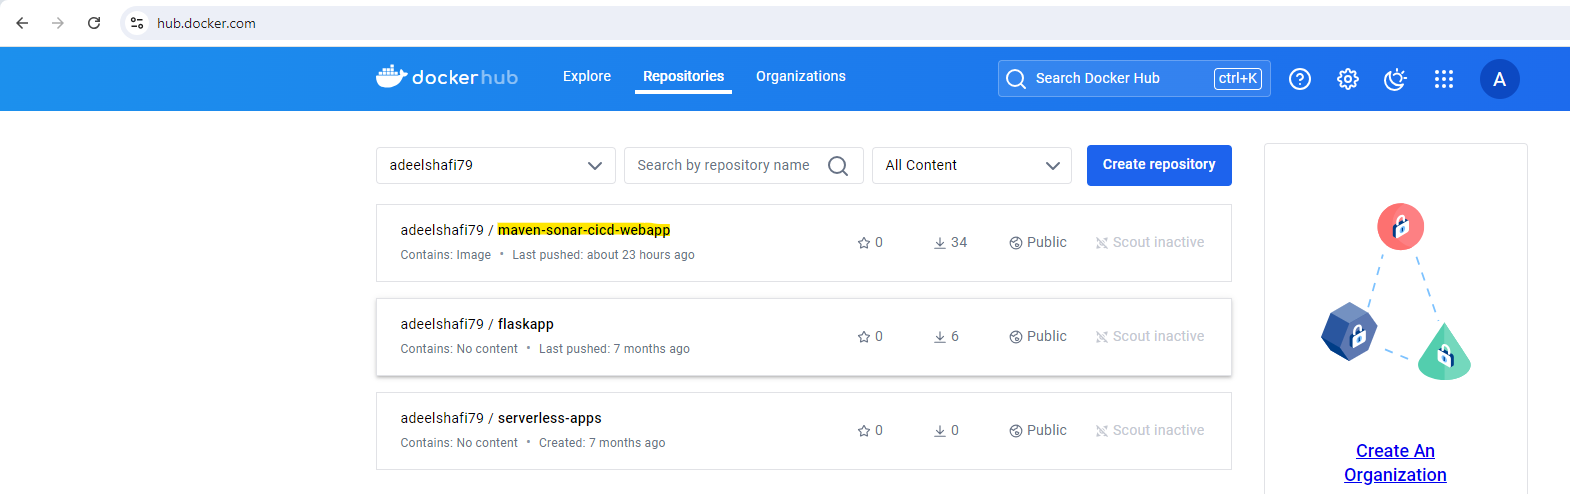 hub.docker.com
dockerhub Explore Repositories Organizations Search Docker Hub ctrl+K A
adeelshafi79 Search by repository name All Content Create repository
adeelshafi79 / maven-sonar-cicd-webapp
0 34 Public Scout inactive
Contains: Image • Last pushed: about 23 hours ago
adeelshafi79 / flaskapp
0 6 Public Scout inactive
Contains: No content • Last pushed: 7 months ago
adeelshafi79 / serverless-apps
0 0 Public Scout inactive
Contains: No content • Created: 7 months ago
Create An
Organization